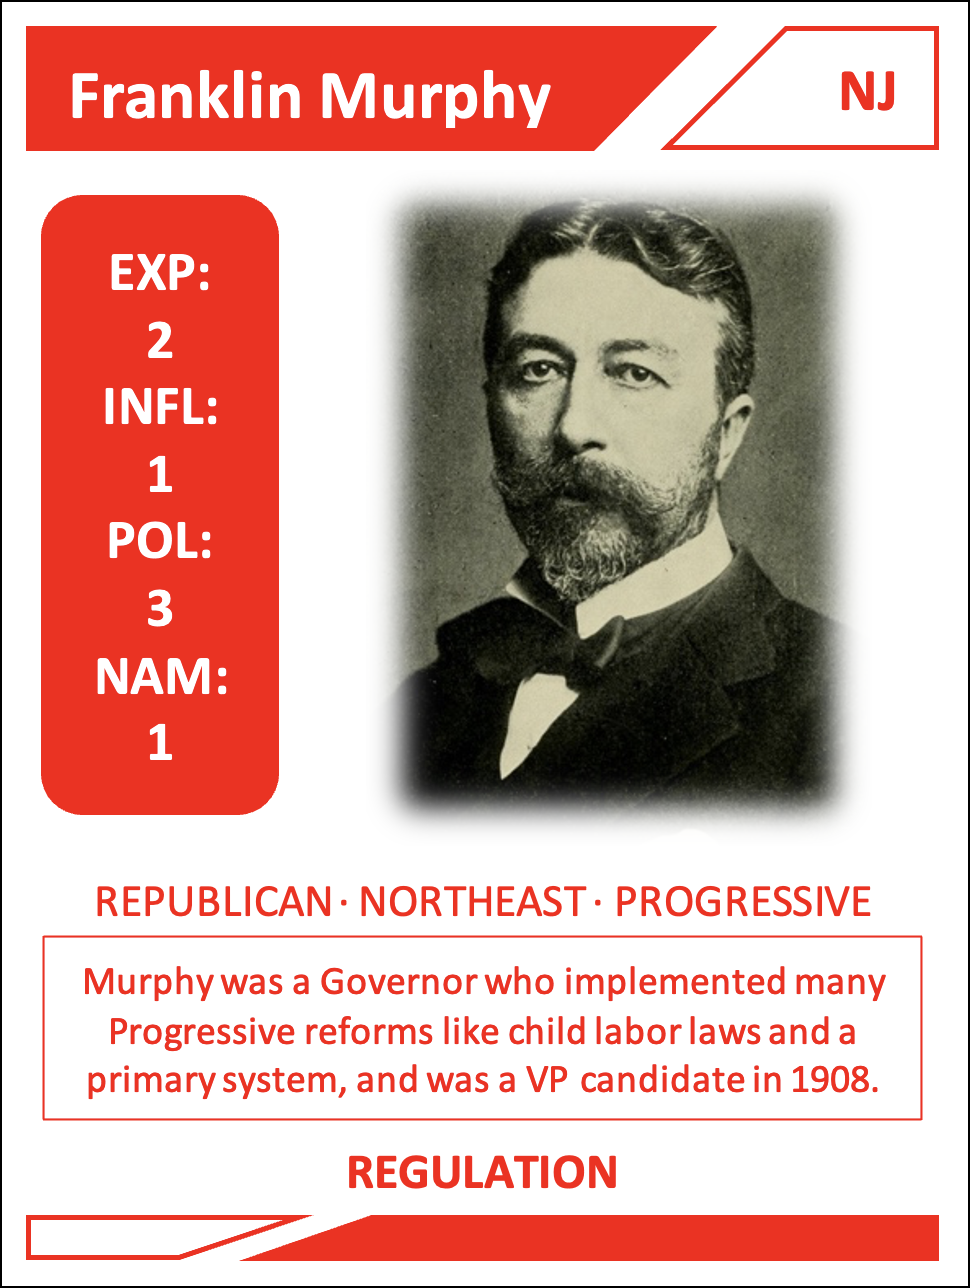 Franklin Murphy
NJ
EXP:
2
INFL:
1
POL:
3
NAM:
1
REPUBLICAN · NORTHEAST · PROGRESSIVE
Murphy was a Governor who implemented many
Progressive reforms like child labor laws and a
primary system, and was a VP candidate in 1908.
REGULATION